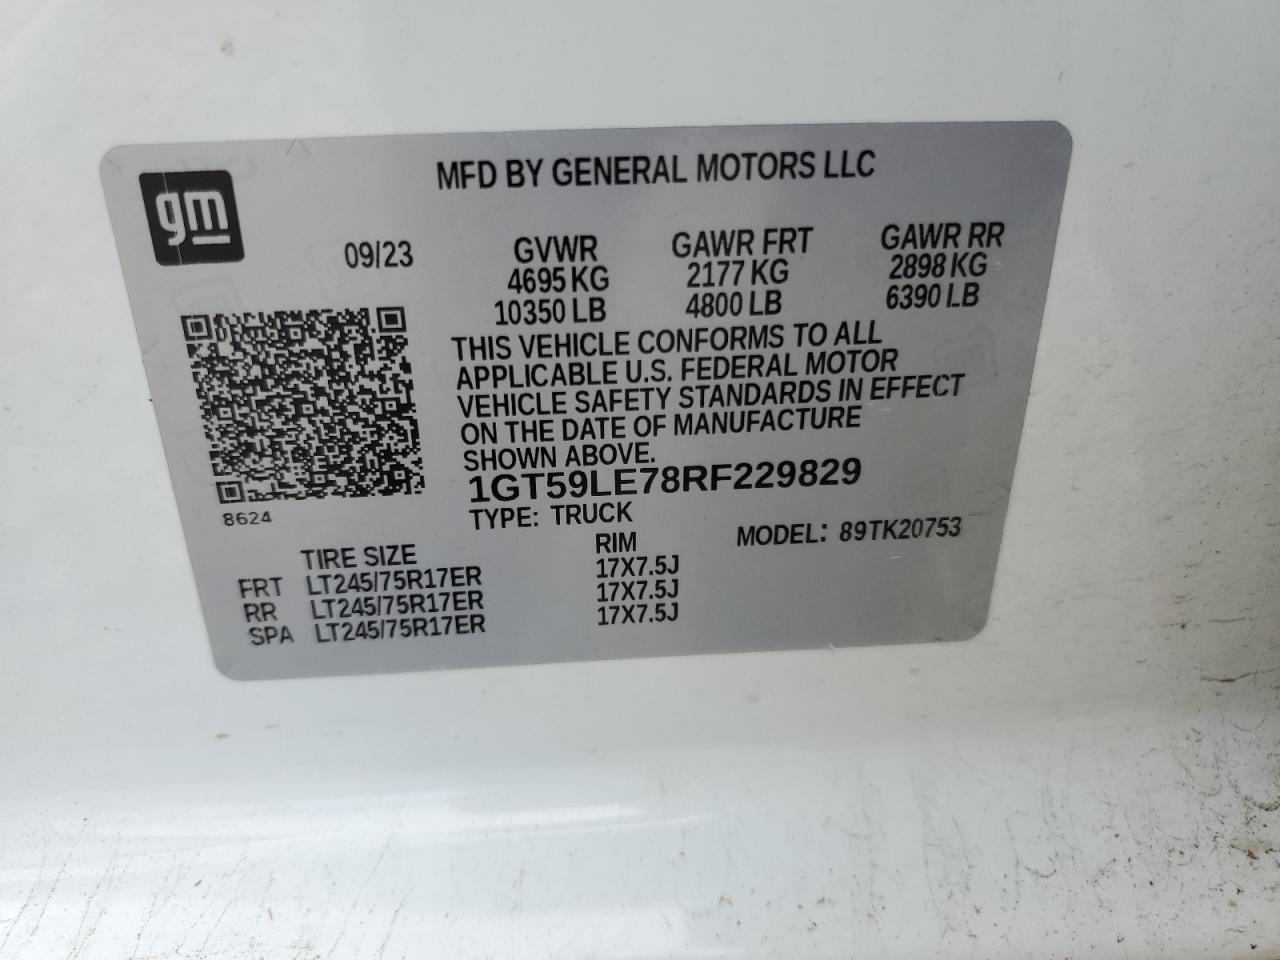 MFD BY GENERAL MOTORS LLC
gm
09/23
GVWR GAWR FRT GAWR RR
4695 KG 2177 KG 2898 KG
10350 LB 4800 LB 6390 LB
THIS VEHICLE CONFORMS TO ALL
APPLICABLE U.S. FEDERAL MOTOR
VEHICLE SAFETY STANDARDS IN EFFECT
ON THE DATE OF MANUFACTURE
SHOWN ABOVE.
1GT59LE78RF229829
8624
TYPE: TRUCK
MODEL: 89TK20753
TIRE SIZE RIM
FRT LT245/75R17ER 17X7.5J
RR LT245/75R17ER 17X7.5J
SPA LT245/75R17ER 17X7.5J